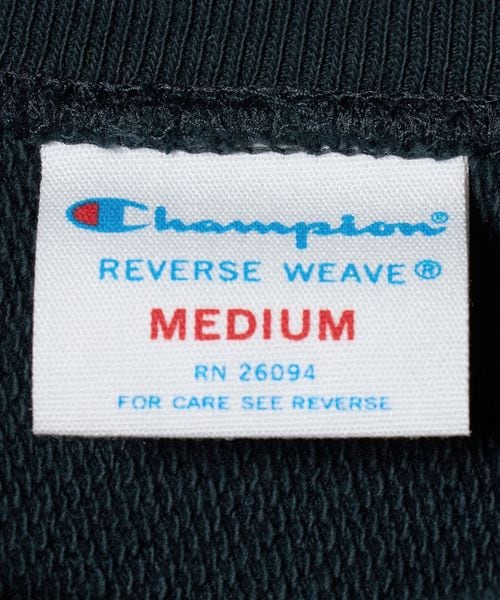 Champion®
REVERSE WEAVE®
MEDIUM
RN 26094
FOR CARE SEE REVERSE